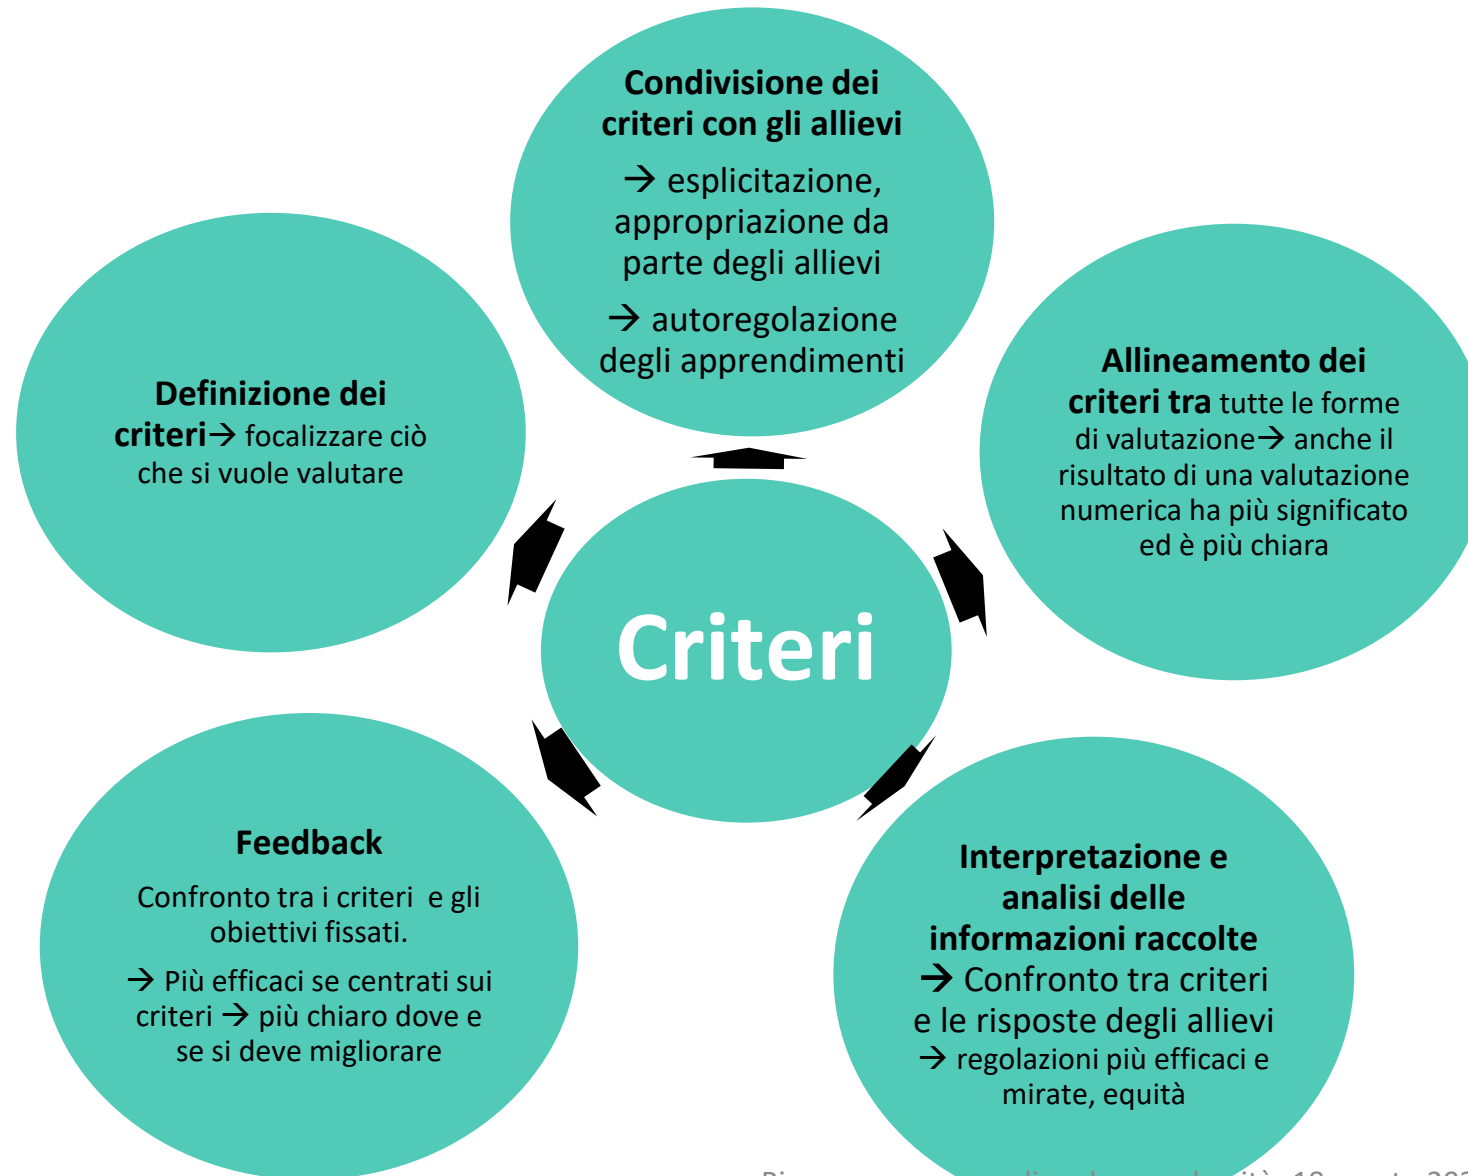 Condivisione dei
criteri con gli allievi
→ esplicitazione,
appropriazione da
parte degli allievi
→ autoregolazione
degli apprendimenti
Definizione dei
criteri→ focalizzare ciò
che si vuole valutare
Allineamento dei
criteri tra tutte le forme
di valutazione→ anche il
risultato di una valutazione
numerica ha più significato
ed è più chiara
Criteri
Feedback
Confronto tra i criteri e gli
obiettivi fissati.
→ Più efficaci se centrati sui
criteri → più chiaro dove e
se si deve migliorare
Interpretazione e
analisi delle
informazioni raccolte
→ Confronto tra criteri
e le risposte degli allievi
→ regolazioni più efficaci e
mirate, equità